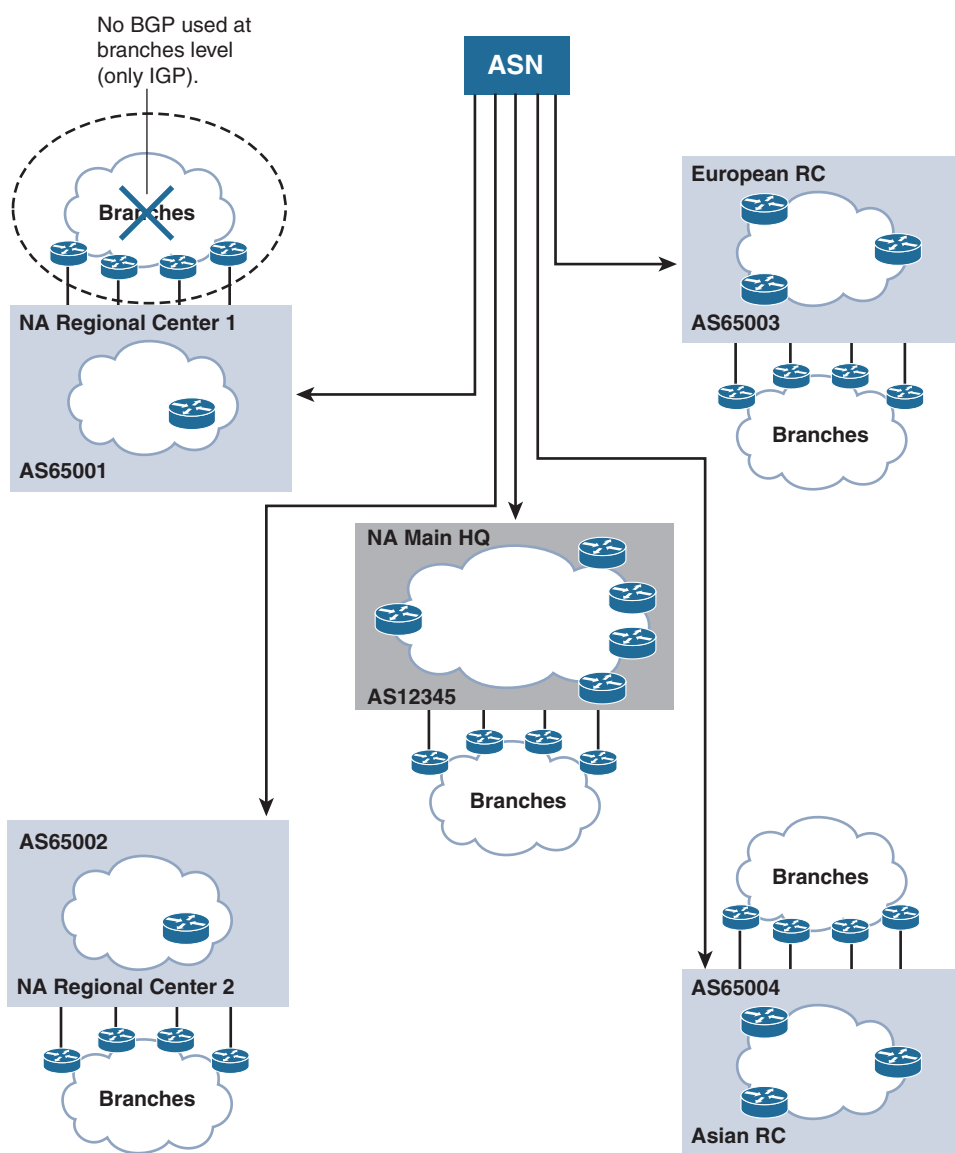 No BGP used at
branches level
(only IGP).
ASN
Branches
NA Regional Center 1
AS65001
European RC
AS65003
Branches
NA Main HQ
AS12345
Branches
AS65002
NA Regional Center 2
Branches
Branches
AS65004
Asian RC